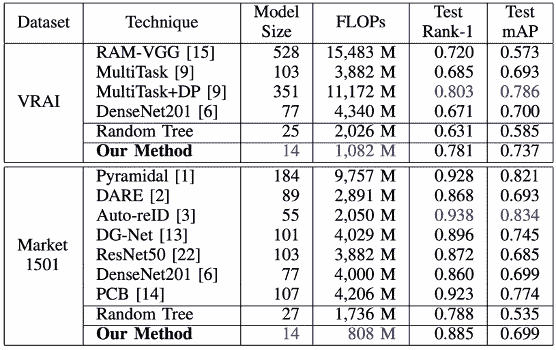 Dataset Technique Model Size FLOPs Test Rank-1 Test mAP
VRAI
RAM-VGG [15] 528 15,483 M 0.720 0.573
MultiTask [9] 103 3,882 M 0.685 0.693
MultiTask+DP [9] 351 11,172 M 0.803 0.786
DenseNet201 [6] 77 4,340 M 0.671 0.700
Random Tree 25 2,026 M 0.631 0.585
Our Method 14 1,082 M 0.781 0.737
Market 1501
Pyramidal [1] 184 9,757 M 0.928 0.821
DARE [2] 89 2,891 M 0.868 0.693
Auto-reID [3] 55 2,050 M 0.938 0.834
DG-Net [13] 101 4,029 M 0.896 0.745
ResNet50 [22] 103 3,882 M 0.872 0.685
DenseNet201 [6] 77 4,000 M 0.860 0.699
PCB [14] 107 4,206 M 0.923 0.774
Random Tree 27 1,736 M 0.788 0.535
Our Method 14 808 M 0.885 0.699